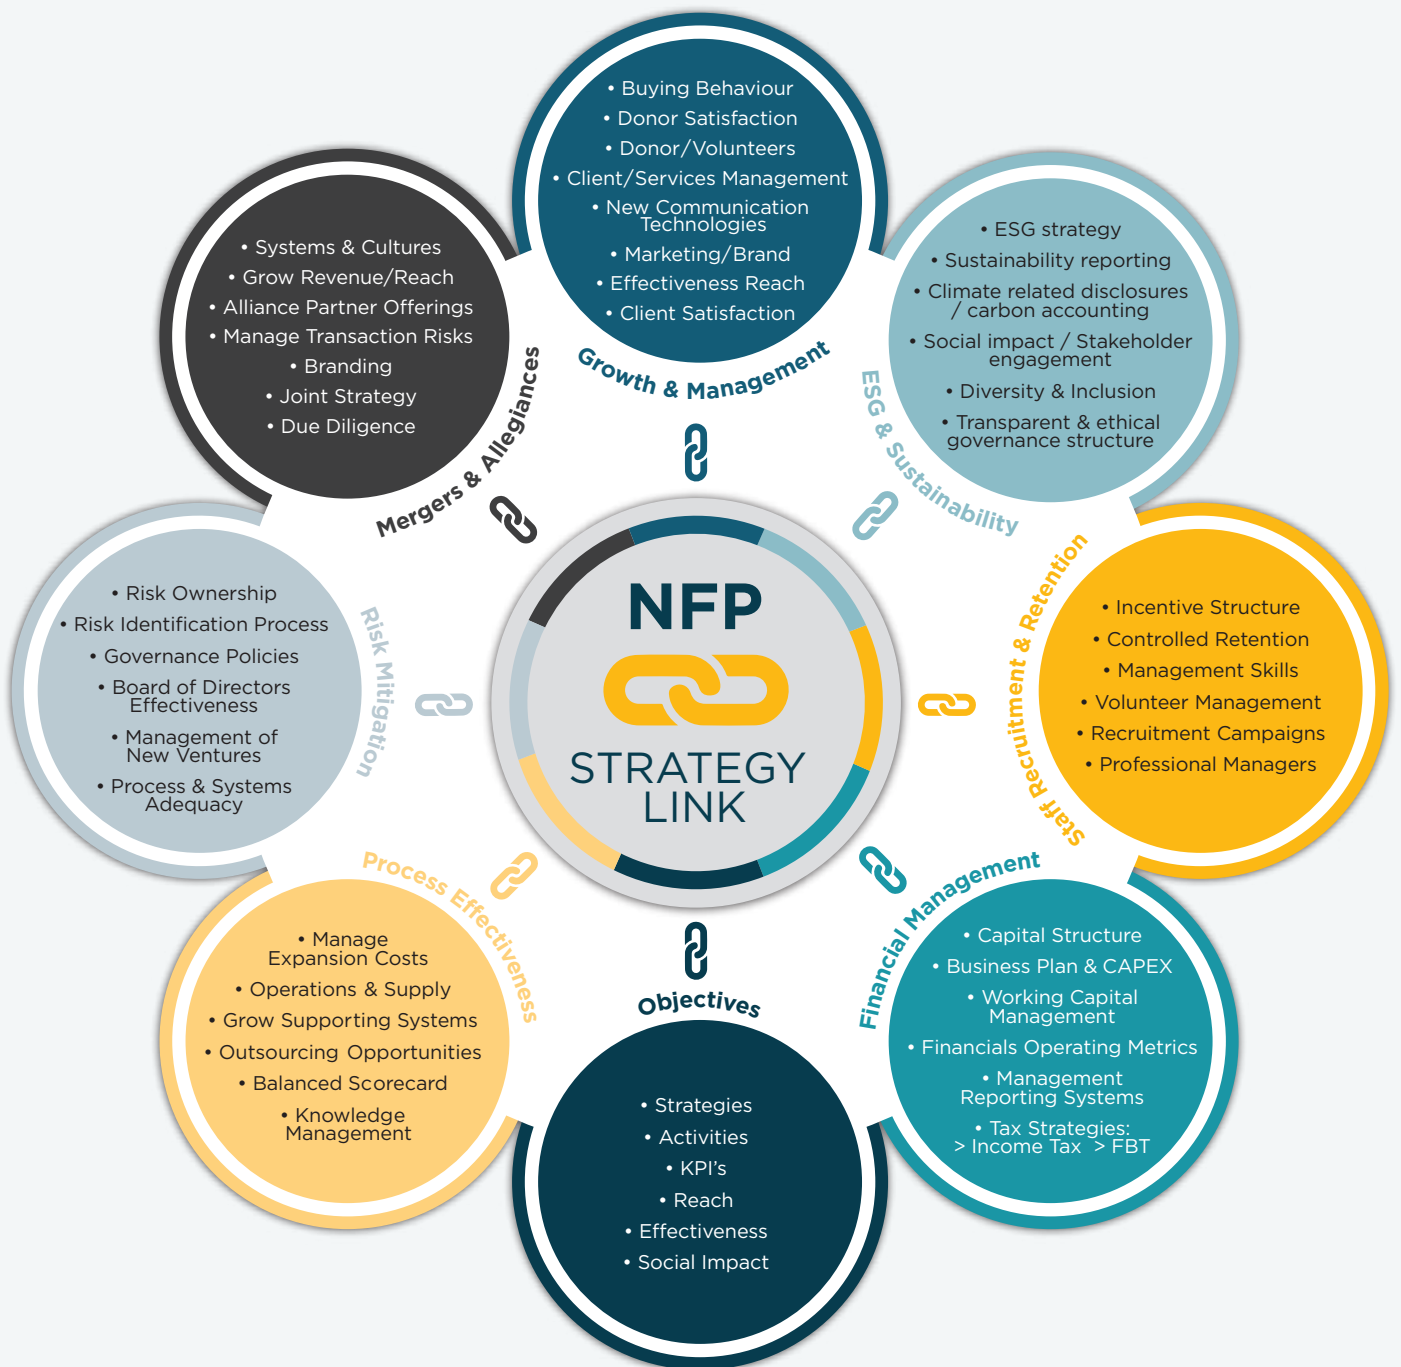 • Buying Behaviour
• Donor Satisfaction
• Donor/Volunteers
• Client/Services Management
• New Communication
Technologies
• Marketing/Brand
• Effectiveness Reach
• Client Satisfaction
Growth & Management
• ESG strategy
• Sustainability reporting
• Climate related disclosures
/ carbon accounting
• Social impact / Stakeholder
engagement
• Diversity & Inclusion
• Transparent & ethical
governance structure
ESG & Sustainability
• Incentive Structure
• Controlled Retention
• Management Skills
• Volunteer Management
• Recruitment Campaigns
• Professional Managers
Staff Recruitment & Retention
• Capital Structure
• Business Plan & CAPEX
• Working Capital
Management
• Financials Operating Metrics
• Management
Reporting Systems
• Tax Strategies:
> Income Tax > FBT
Financial Management
Objectives
• Strategies
• Activities
• KPI's
• Reach
• Effectiveness
• Social Impact
Process Effectiveness
• Manage
Expansion Costs
• Operations & Supply
• Grow Supporting Systems
• Outsourcing Opportunities
• Balanced Scorecard
• Knowledge
Management
• Risk Ownership
• Risk Identification Process
• Governance Policies
• Board of Directors
Effectiveness
• Management of
New Ventures
• Process & Systems
Adequacy
Risk Mitigation
• Systems & Cultures
• Grow Revenue/Reach
• Alliance Partner Offerings
• Manage Transaction Risks
• Branding
• Joint Strategy
• Due Diligence
Mergers & Allegiances
NFP
STRATEGY
LINK